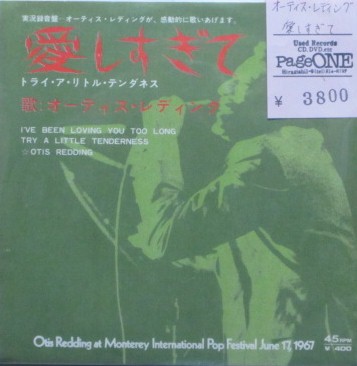 実況録音盤-オーティス・レディングが、感動的に歌いあげます。
愛しすぎて
トライ・ア・リトル・テンダネス
歌:オーティス・レディング
I'VE BEEN LOVING YOU TOO LONG
TRY A LITTLE TENDERNESS
☆OTIS REDDING
オーティス・レディング
愛しすぎて
Used Records
CD.DVD.etc
PageONE
¥ 3800
Otis Redding at Monterey International Pop Festival June 17, 1967
45 RPM
¥400